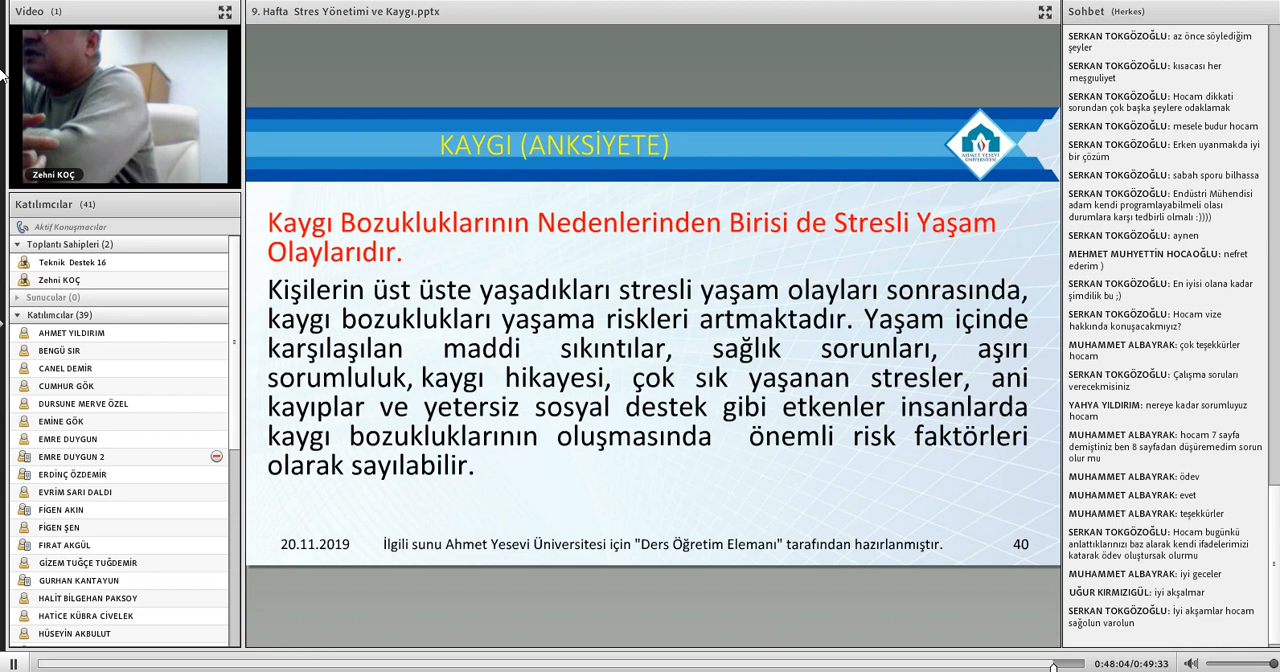 Video (1)
Zehni KOÇ
Katılımcılar (41)
Aktif Konuşmacılar
Toplantı Sahipleri (2)
Teknik Destek 16
Zehni KOÇ
Sunucular (0)
Katılımcılar (39)
AHMET YILDIRIM
BENGÜ SIR
CANEL DEMİR
CUMHUR GÖK
DURSUNE MERVE ÖZEL
EMİNE GÖK
EMRE DUYGUN
EMRE DUYGUN 2
ERDİNÇ ÖZDEMİR
EVRİM SARI DALDI
FİGEN AKIN
FİGEN ŞEN
FIRAT AKGÜL
GİZEM TUĞÇE TUĞDEMİR
GURHAN KANTAYUN
HALİT BİLGEHAN PAKSOY
HATİCE KÜBRA CİVELEK
HÜSEYİN AKBULUT
9. Hafta Stres Yönetimi ve Kaygı.pptx
KAYGI (ANKSİYETE)
AHMET YESEVİ
ÜNİVERSİTESİ
Kaygı Bozukluklarının Nedenlerinden Birisi de Stresli Yaşam
Olaylarıdır.
Kişilerin üst üste yaşadıkları stresli yaşam olayları sonrasında,
kaygı bozuklukları yaşama riskleri artmaktadır. Yaşam içinde
karşılaşılan maddi sıkıntılar, sağlık sorunları, aşırı
sorumluluk, kaygı hikayesi, çok sık yaşanan stresler, ani
kayıplar ve yetersiz sosyal destek gibi etkenler insanlarda
kaygı bozukluklarının oluşmasında önemli risk faktörleri
olarak sayılabilir.
20.11.2019
İlgili sunu Ahmet Yesevi Üniversitesi için "Ders Öğretim Elemanı" tarafından hazırlanmıştır.
40
Sohbet (Herkes)
SERKAN TOKGÖZOĞLU: az önce söylediğim
şeyler
SERKAN TOKGÖZOĞLU: kısacası her
meşgıuliyet
SERKAN TOKGÖZOĞLU: Hocam dikkati
sorundan çok başka şeylere odaklamak
SERKAN TOKGÖZOĞLU: mesele budur hocam
SERKAN TOKGÖZOĞLU: Erken uyanmakda iyi
bir çözüm
SERKAN TOKGÖZOĞLU: sabah sporu bilhassa
SERKAN TOKGÖZOĞLU: Endüstri Mühendisi
adam kendi programlayabilmeli olası
durumlara karşı tedbirli olmalı :))))
SERKAN TOKGÖZOĞLU: aynen
MEHMET MUHYETTİN HOCAOĞLU: nefret
ederim )
SERKAN TOKGÖZOĞLU: En iyisi olana kadar
şimdilik bu ;)
SERKAN TOKGÖZOĞLU: Hocam vize
hakkında konuşacakmıyız?
MUHAMMET ALBAYRAK: çok teşekkürler
hocam
SERKAN TOKGÖZOĞLU: Çalışma soruları
verecekmisiniz
YAHYA YILDIRIM: nereye kadar sorumluyuz
hocam
MUHAMMET ALBAYRAK: hocam 7 sayfa
demiştiniz ben 8 sayfadan düşüremedim sorun
olur mu
MUHAMMET ALBAYRAK: ödev
MUHAMMET ALBAYRAK: evet
MUHAMMET ALBAYRAK: teşekkürler
SERKAN TOKGÖZOĞLU: Hocam bugünkü
anlattıklarınızı baz alarak kendi ifadelerimizi
katarak ödev oluştursak olurmu
MUHAMMET ALBAYRAK: iyi geceler
UĞUR KIRMIZIGÜL: iyi akşalmar
SERKAN TOKGÖZOĞLU: İyi akşamlar hocam
sağolun varolun
0:48:04/0:49:33